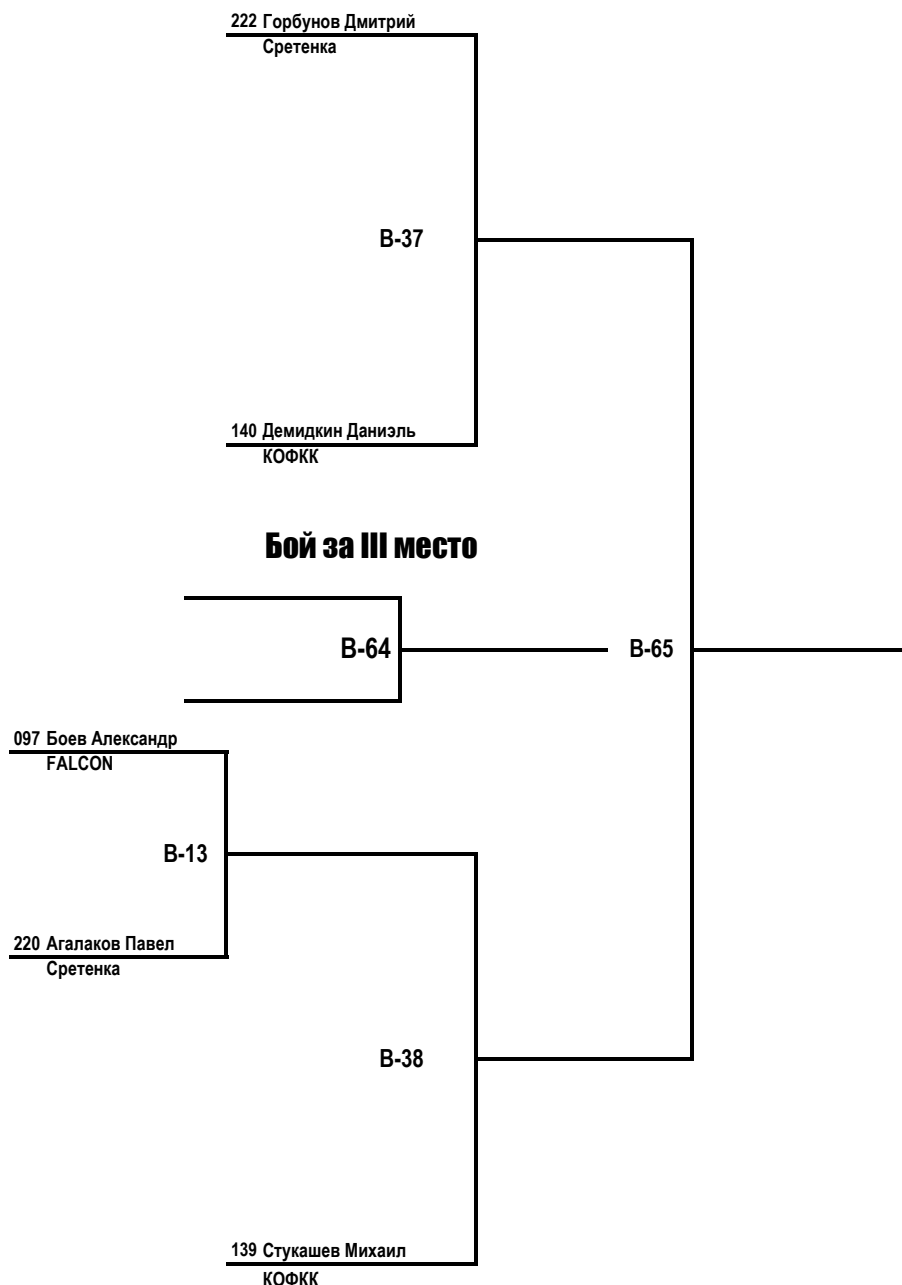 222 Горбунов Дмитрий
Сретенка
В-37
140 Демидкин Даниэль
КОФКК
Бой за III место
В-64
В-65
097 Боев Александр
FALCON
В-13
220 Агалаков Павел
Сретенка
В-38
139 Стукашев Михаил
КОФКК